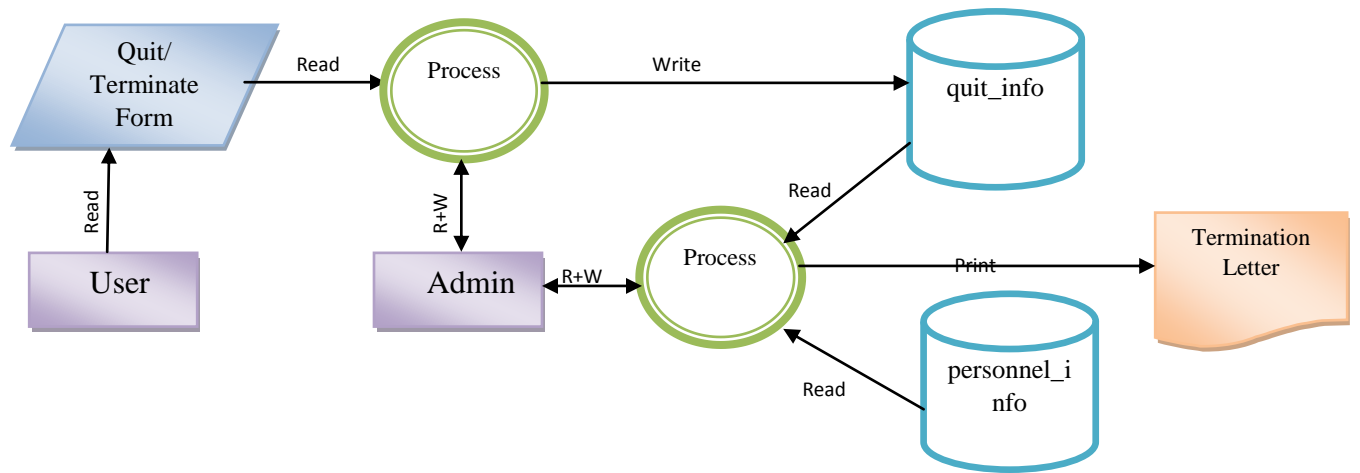 Quit/
Terminate
Form
Read
Process
Write
quit_info
Read
R+W
Read
User
Admin
R+W
Process
Print
Termination
Letter
Read
personnel_i
nfo